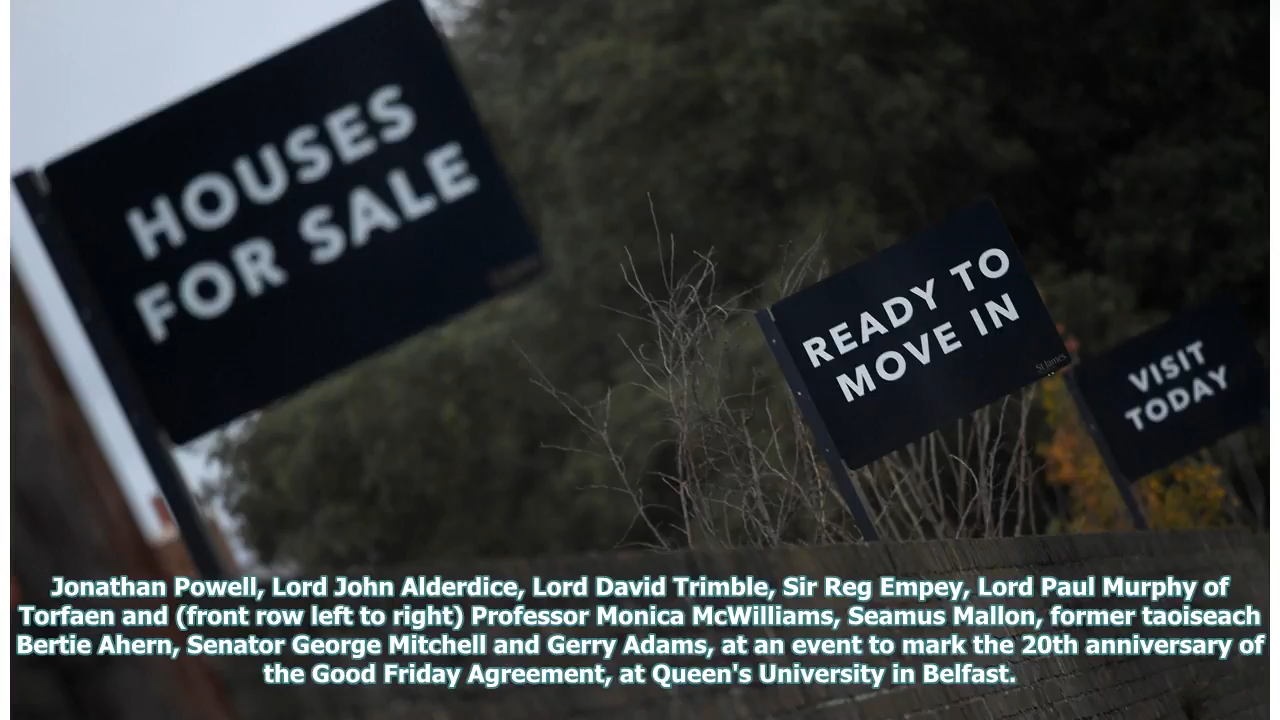 HOUSES
FOR SALE
READY TO
MOVE IN
St James
VISIT
TODAY
Jonathan Powell, Lord John Alderdice, Lord David Trimble, Sir Reg Empey, Lord Paul Murphy of
Torfaen and (front row left to right) Professor Monica McWilliams, Seamus Mallon, former taoiseach
Bertie Ahern, Senator George Mitchell and Gerry Adams, at an event to mark the 20th anniversary of
the Good Friday Agreement, at Queen's University in Belfast.